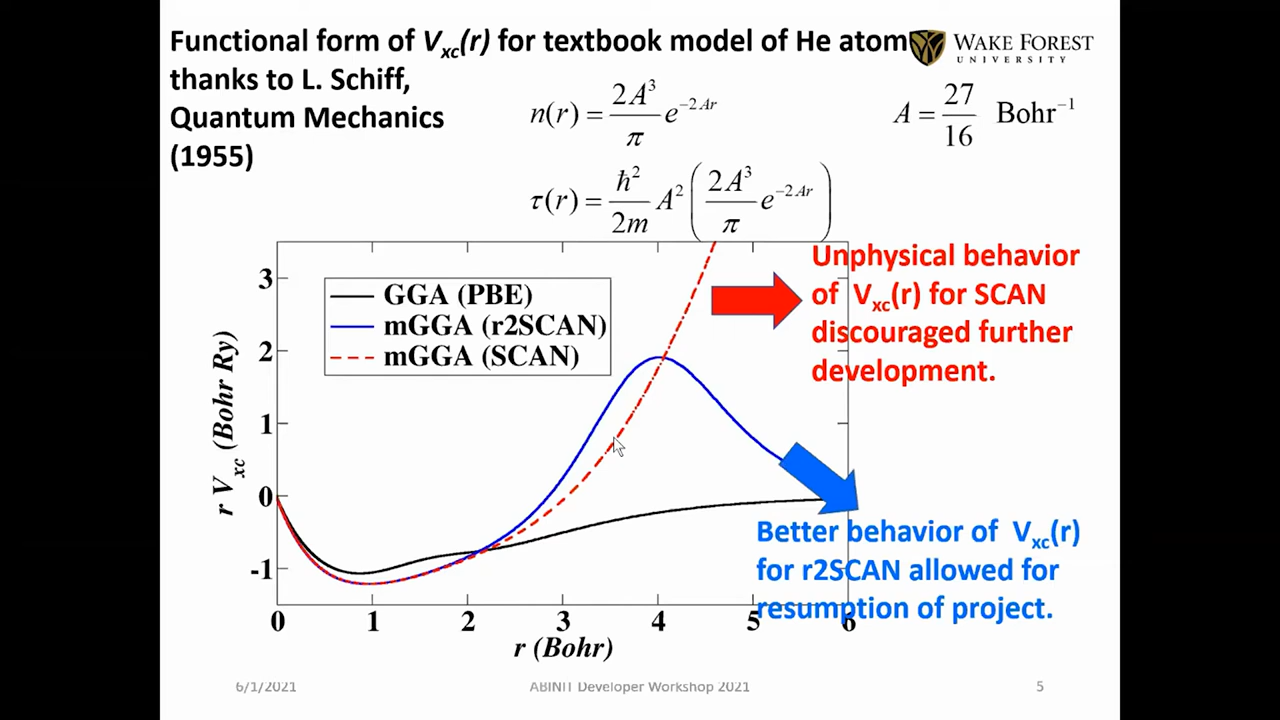 Functional form of Vxc(r) for textbook model of He atom
thanks to L. Schiff,
Quantum Mechanics
(1955)
WAKE FOREST
UNIVERSITY
n(r) = 2A³/π e^{-2Ar}
A = 27/16 Bohr⁻¹
τ(r) = ℏ²/2m A² (2A³/π e^{-2Ar})
GGA (PBE)
mGGA (r2SCAN)
mGGA (SCAN)
3
2
1
0
-1
r Vxc (Bohr Ry)
0 1 2 3 4 5 6
r (Bohr)
Unphysical behavior
of Vxc(r) for SCAN
discouraged further
development.
Better behavior of Vxc(r)
for r2SCAN allowed for
resumption of project.
6/1/2021
ABINIT Developer Workshop 2021
5